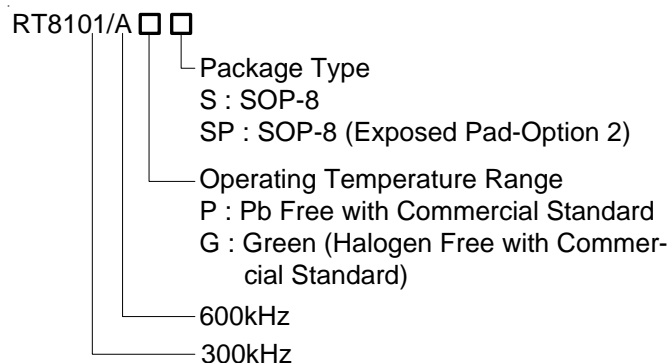 RT8101/A
Package Type
S : SOP-8
SP : SOP-8 (Exposed Pad-Option 2)
Operating Temperature Range
P : Pb Free with Commercial Standard
G : Green (Halogen Free with Commer-
cial Standard)
600kHz
300kHz